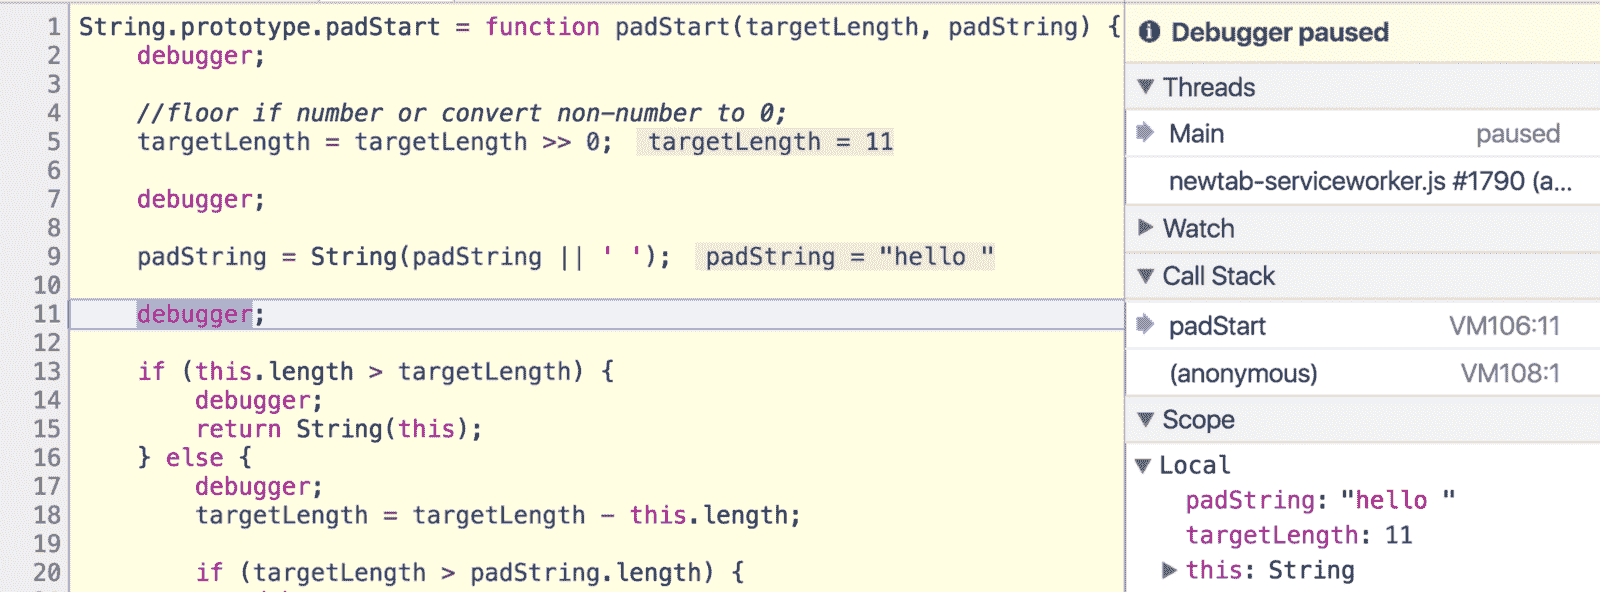 1 String.prototype.padStart = function padStart(targetLength, padString) {
2 debugger;
3
4 //floor if number or convert non-number to 0;
5 targetLength = targetLength >> 0; targetLength = 11
6
7 debugger;
8
9 padString = String(padString || ' '); padString = "hello "
10
11 debugger;
12
13 if (this.length > targetLength) {
14 debugger;
15 return String(this);
16 } else {
17 debugger;
18 targetLength = targetLength - this.length;
19
20 if (targetLength > padString.length) {
Debugger paused
Threads
Main paused
newtab-serviceworker.js #1790 (a...
Watch
Call Stack
padStart VM106:11
(anonymous) VM108:1
Scope
Local
padString: "hello "
targetLength: 11
this: String